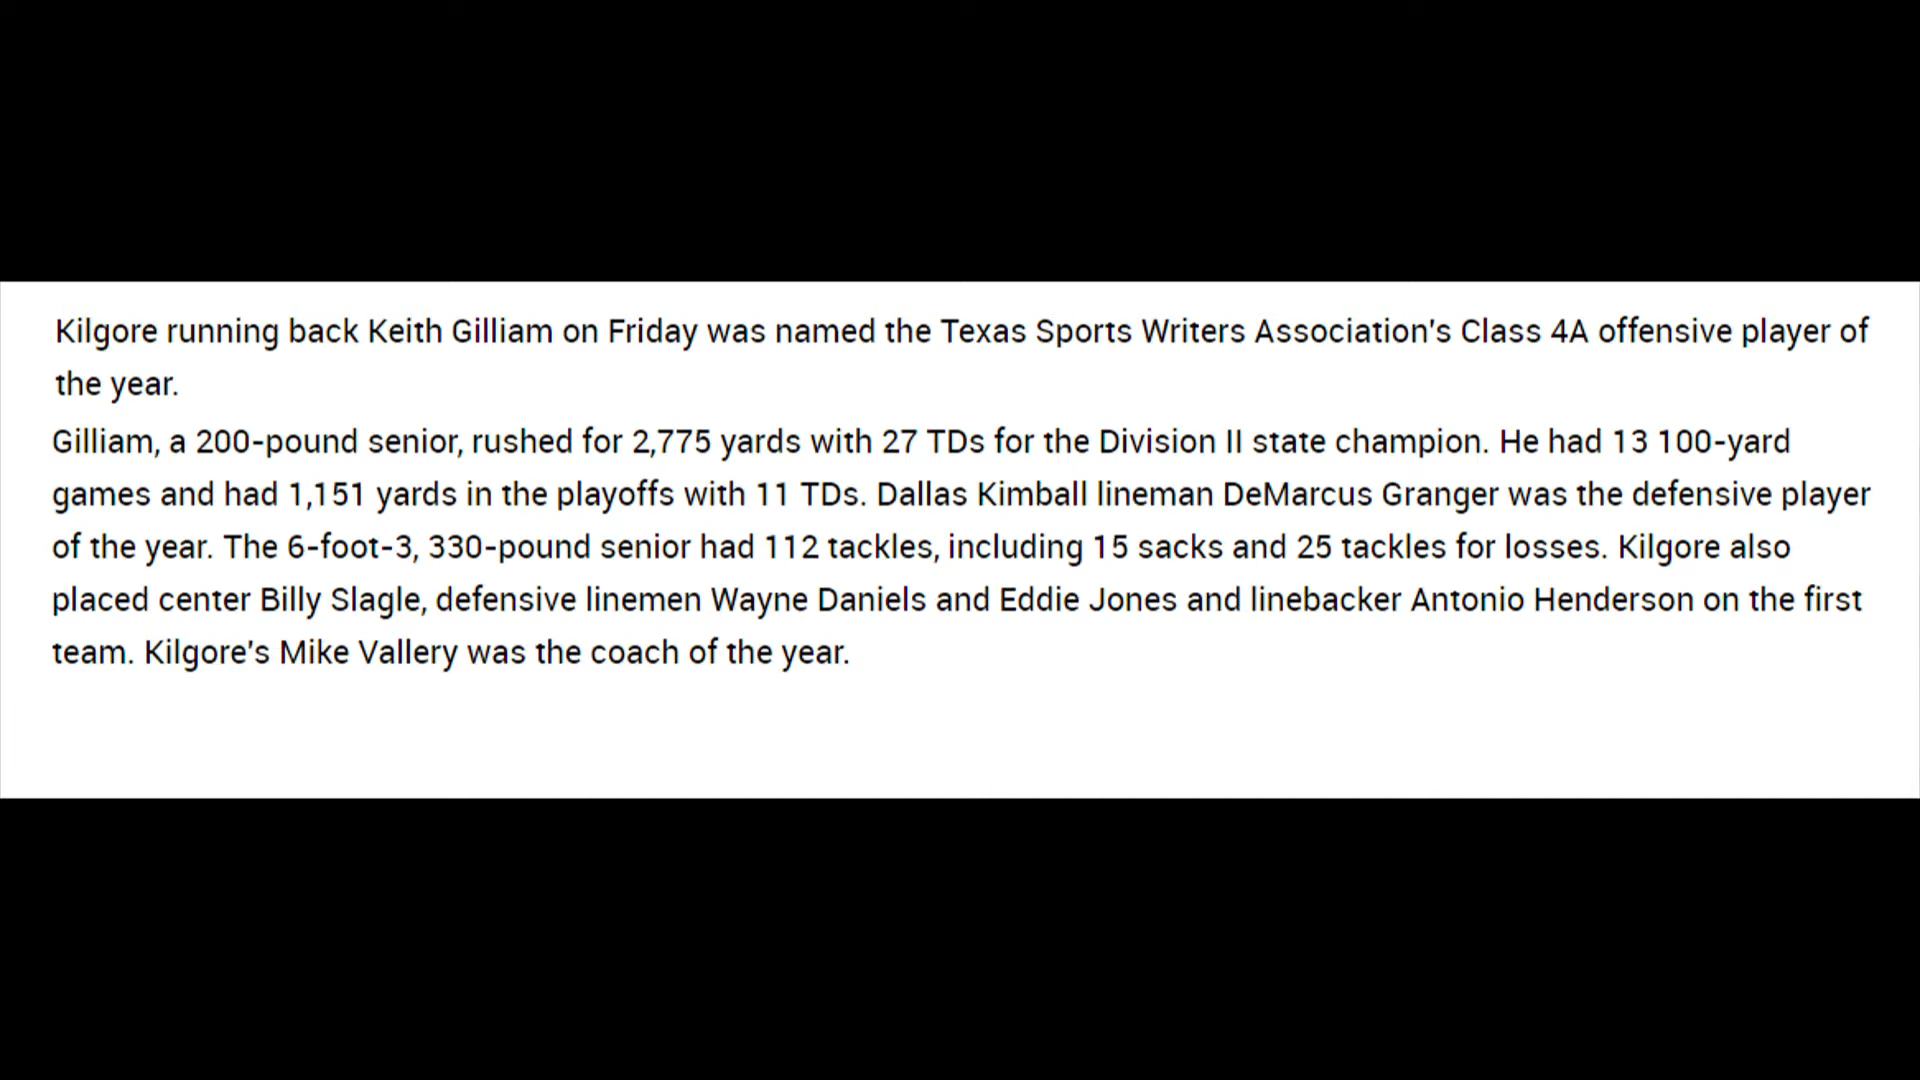 Kilgore running back Keith Gilliam on Friday was named the Texas Sports Writers Association's Class 4A offensive player of
the year.
Gilliam, a 200-pound senior, rushed for 2,775 yards with 27 TDs for the Division II state champion. He had 13 100-yard
games and had 1,151 yards in the playoffs with 11 TDs. Dallas Kimball lineman DeMarcus Granger was the defensive player
of the year. The 6-foot-3, 330-pound senior had 112 tackles, including 15 sacks and 25 tackles for losses. Kilgore also
placed center Billy Slagle, defensive linemen Wayne Daniels and Eddie Jones and linebacker Antonio Henderson on the first
team. Kilgore's Mike Vallery was the coach of the year.